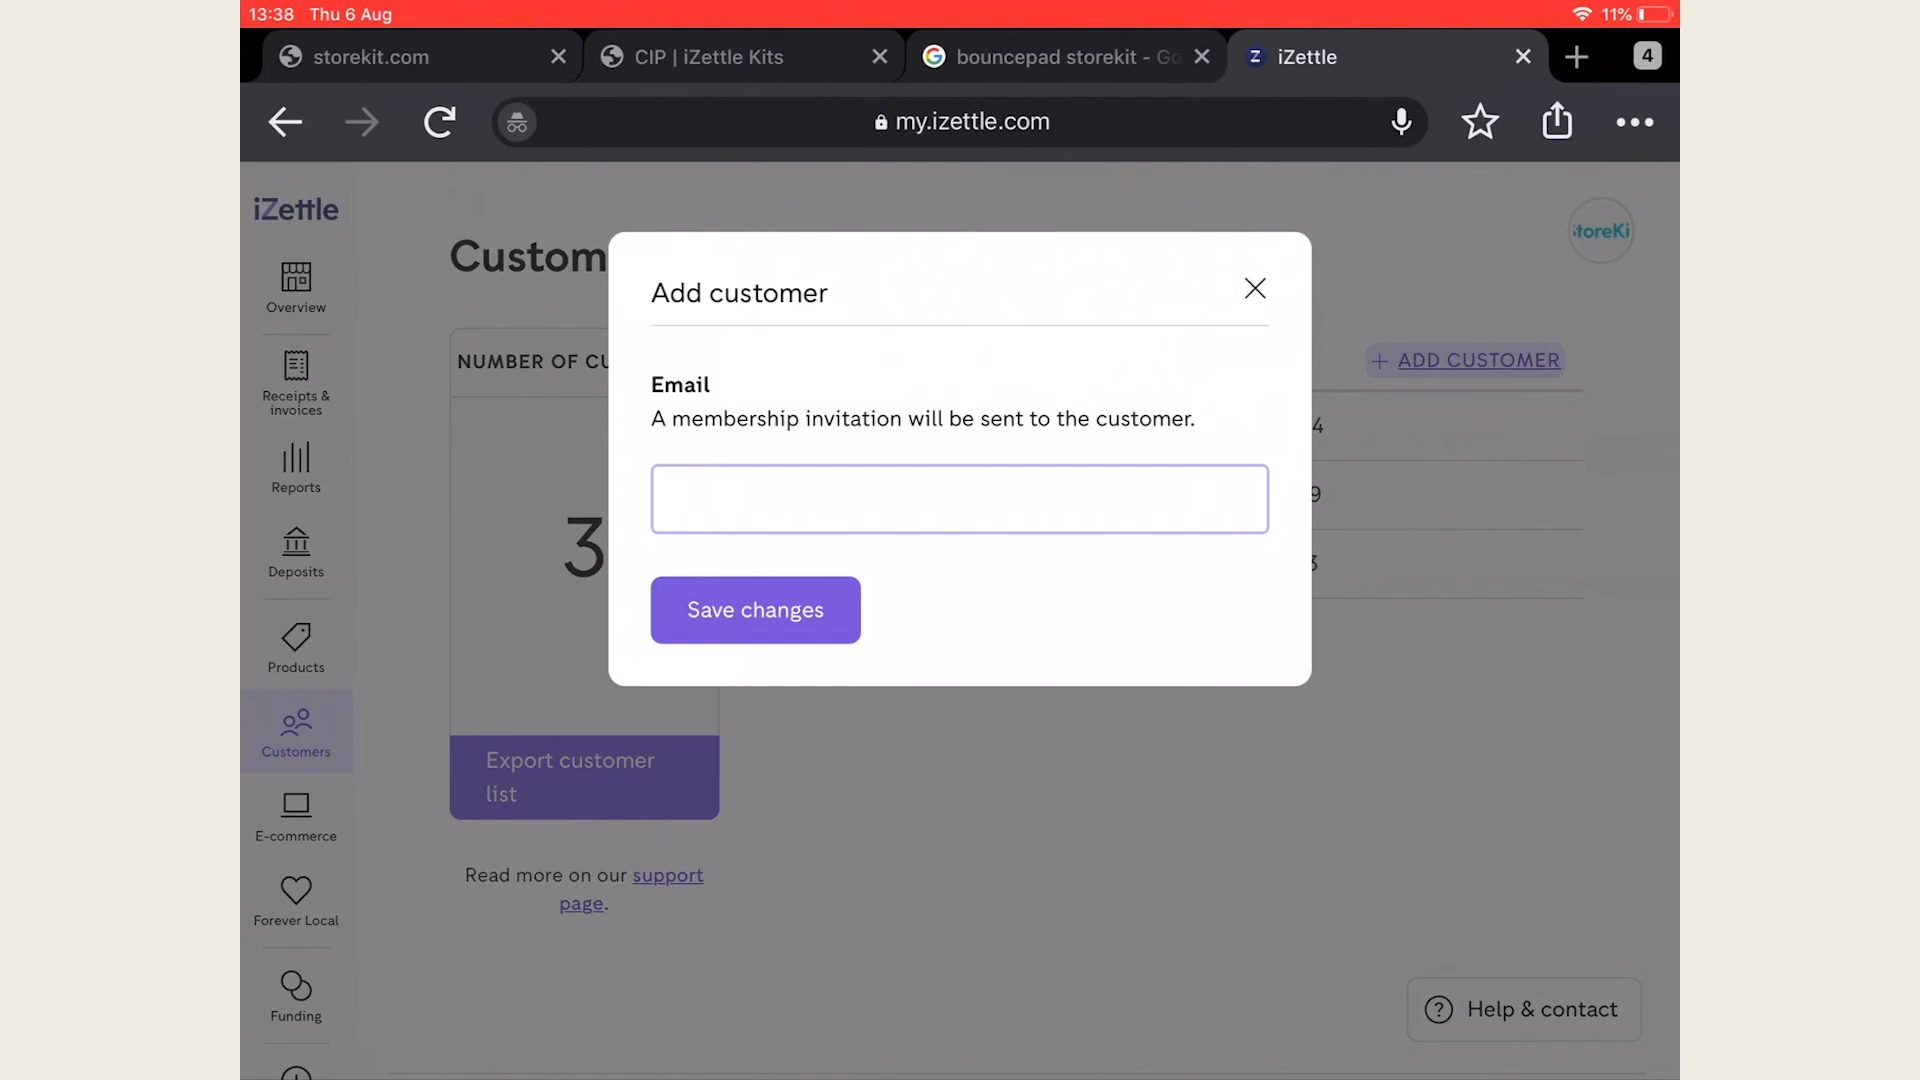 13:38 Thu 6 Aug 11%
storekit.com CIP | iZettle Kits bouncepad storekit - Go iZettle 4
my.izettle.com
iZettle
toreKi
Custom
Add customer
Overview
NUMBER OF CU
+ ADD CUSTOMER
Email
Receipts &
invoices
A membership invitation will be sent to the customer.
4
Reports
9
3
3
Deposits
Save changes
Products
Customers
Export customer
list
E-commerce
Read more on our support
page.
Forever Local
Funding
? Help & contact